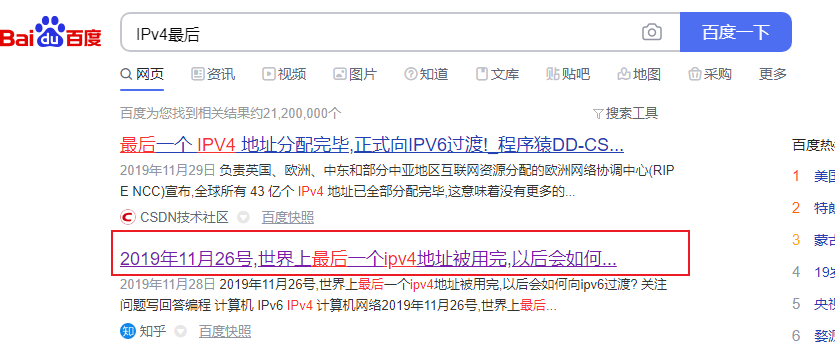 Bai du 百度
IPv4最后
百度一下
网页 资讯 视频 图片 知道 文库 贴吧 地图 采购 更多
百度为您找到相关结果约21,200,000个
搜索工具
最后一个 IPV4 地址分配完毕,正式向IPV6过渡!_程序猿DD-CS...
2019年11月29日 负责英国、欧洲、中东和部分中亚地区互联网资源分配的欧洲网络协调中心(RIP
E NCC)宣布,全球所有 43 亿个 IPv4 地址已全部分配完毕,这意味着没有更多的...
CSDN技术社区 百度快照
2019年11月26号,世界上最后一个ipv4地址被用完,以后会如何...
2019年11月28日 2019年11月26号,世界上最后一个ipv4地址被用完,以后会如何向ipv6过渡? 关注
问题写回答编程 计算机 IPv6 IPv4 计算机网络2019年11月26号,世界上最后...
知乎 百度快照
百度热
1 美国
2 特朗
3 蒙古
4 19岁
5 央视
6 婺源